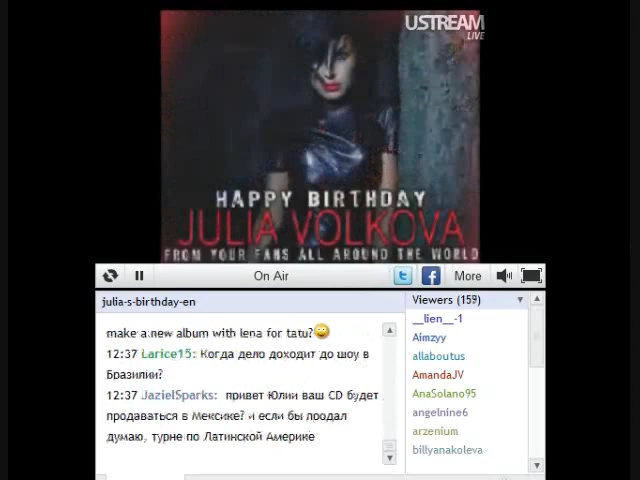 USTREAM
LIVE
HAPPY BIRTHDAY
JULIA VOLKOVA
FROM YOUR FANS ALL AROUND THE WORLD
On Air
More
julia-s-birthday-en
Viewers (159)
make a new album with lena for tatu?
12:37 Larice15: Когда дело доходит до шоу в
Бразилии?
12:37 JazielSparks: привет Юлии ваш CD будет
продаваться в Мексике? и если бы продал
думаю, турне по Латинской Америке
__lien__-1
Aimzyy
allaboutus
AmandaJV
AnaSolano95
angelnine6
arzenium
billyanakoleva